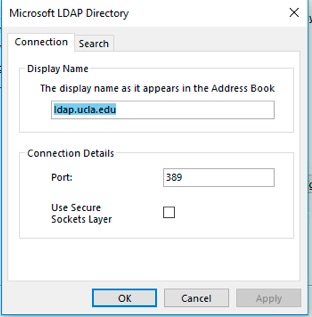 Microsoft LDAP Directory
Connection
Search
Display Name
The display name as it appears in the Address Book
ldap.ucla.edu
Connection Details
Port:
389
Use Secure
Sockets Layer
OK
Cancel
Apply